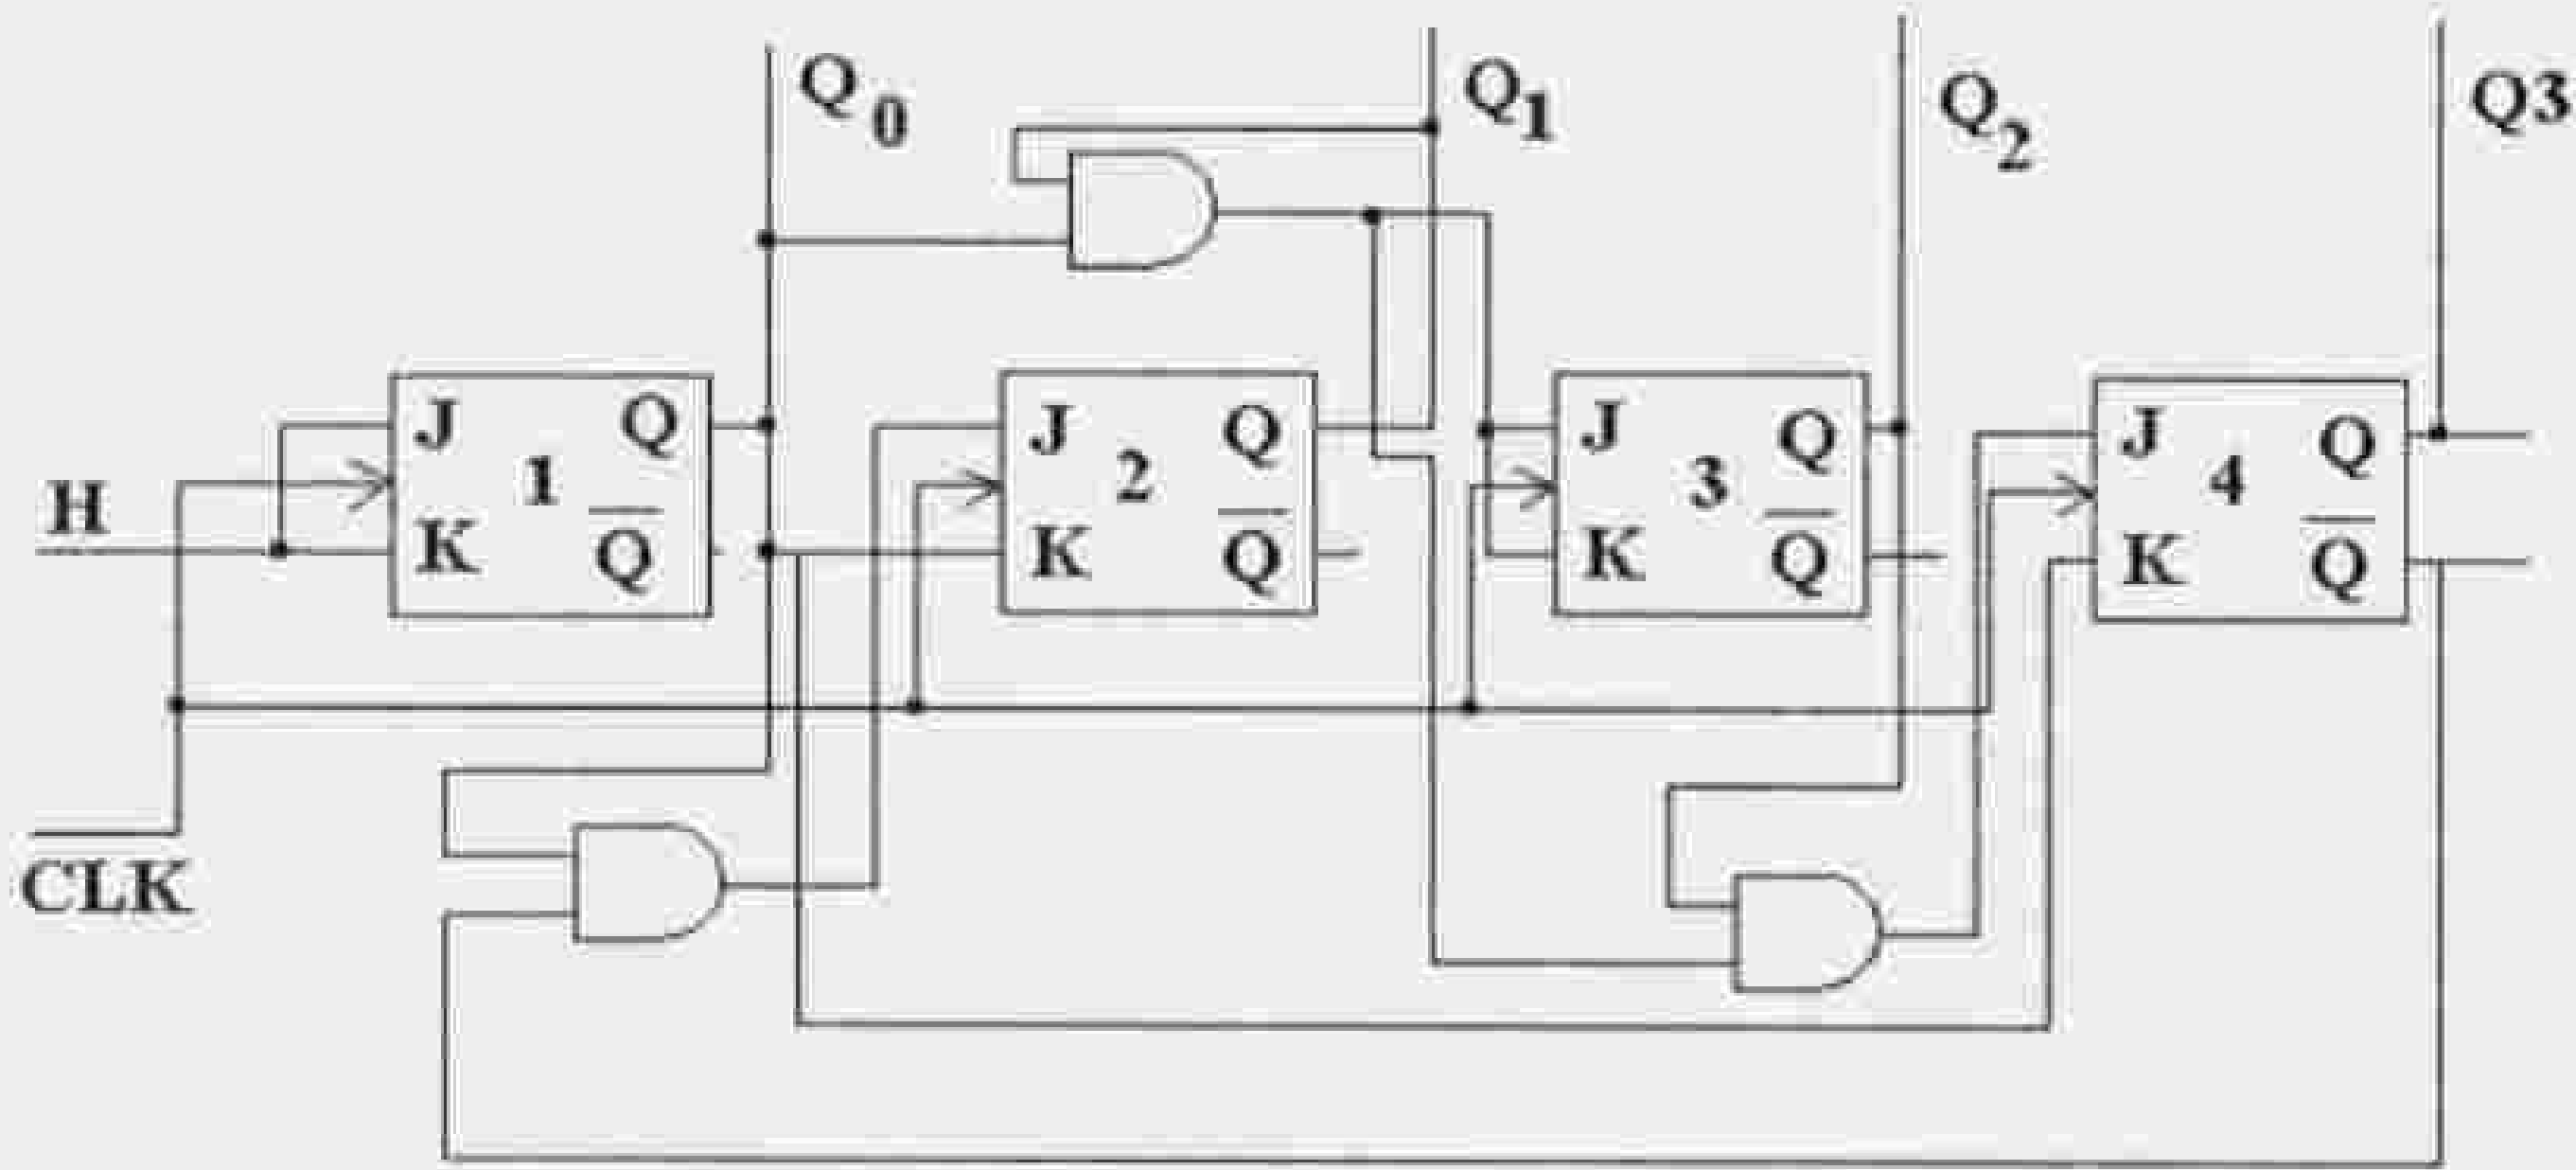 Q0 Q1 Q2 Q3
J Q J Q J Q J Q
1 2 3 4
H
K Q̅ K Q̅ K Q̅ K Q̅
CLK